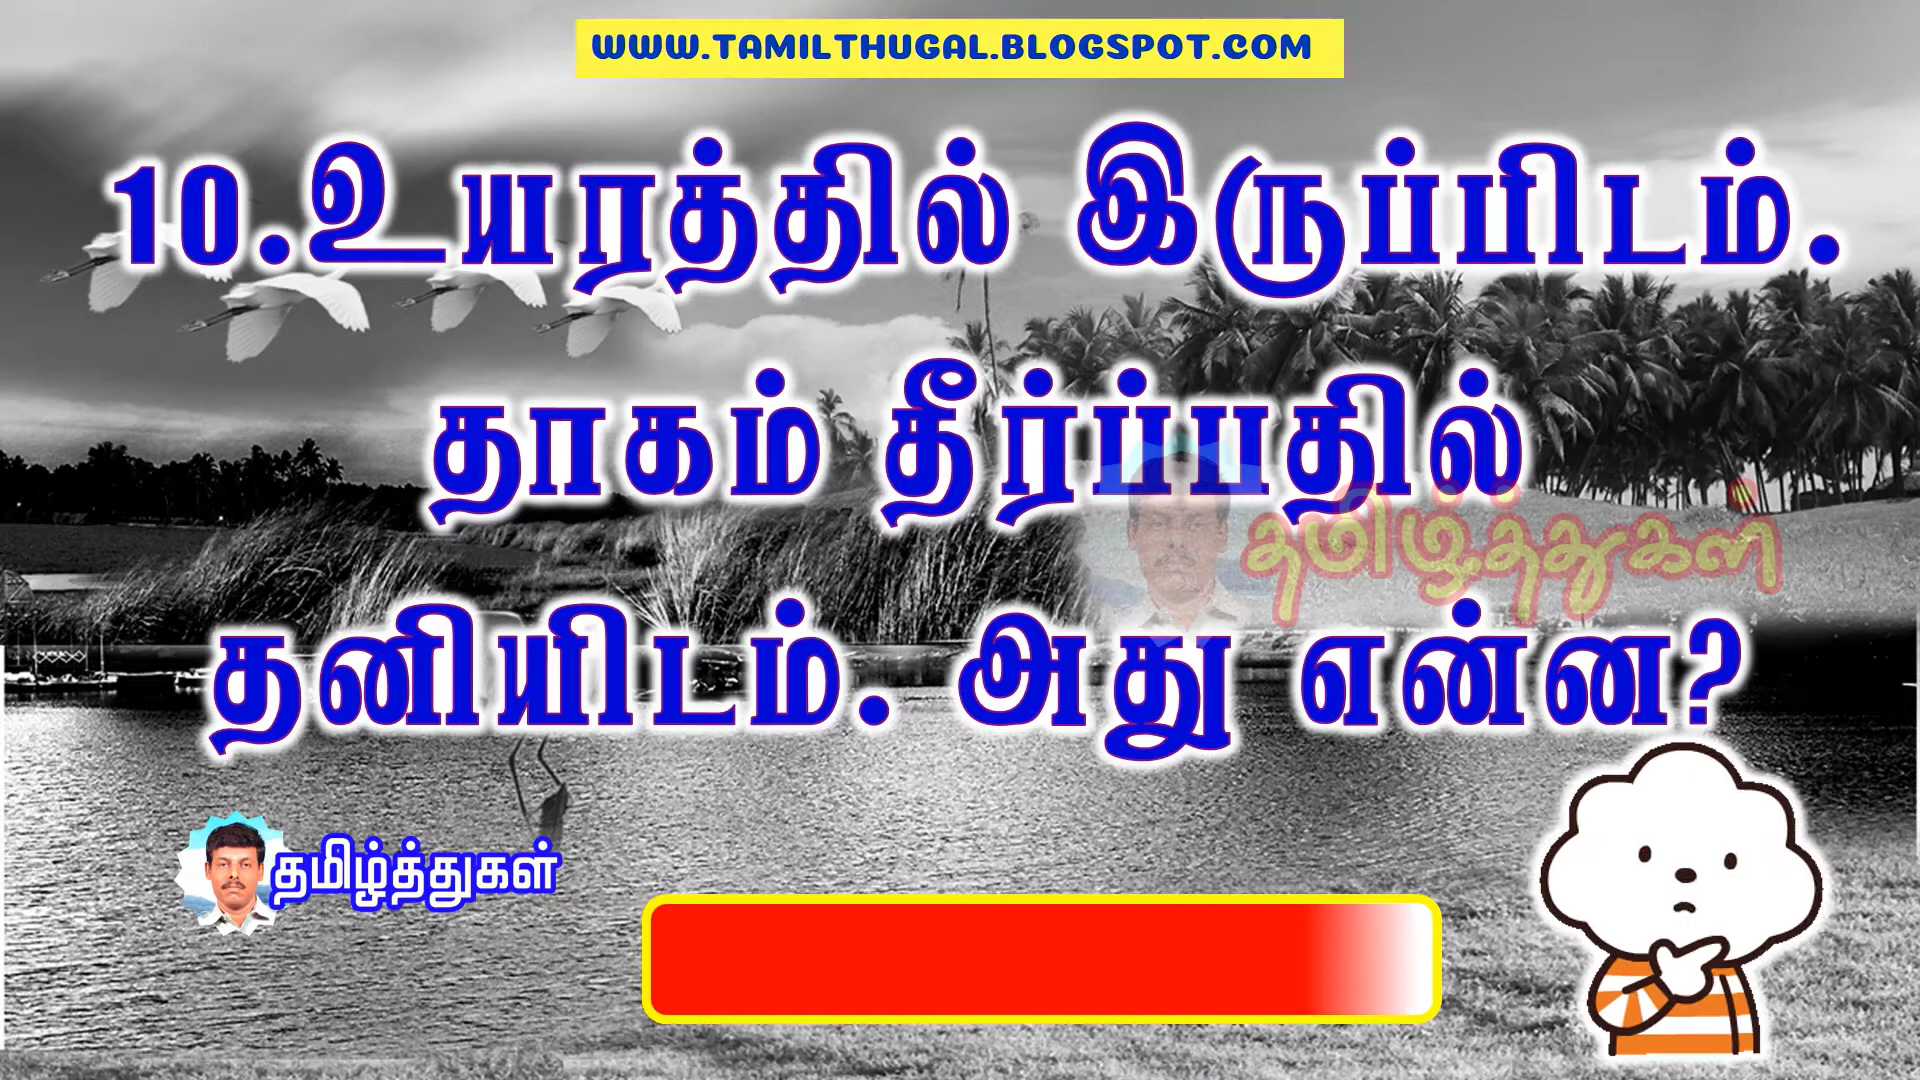 WWW.TAMILTHUGAL.BLOGSPOT.COM
10.உயரத்தில் இருப்பிடம்.
தாகம் தீர்ப்பதில்
தமிழ்த்துகள்
தனியிடம். அது என்ன?
தமிழ்த்துகள்